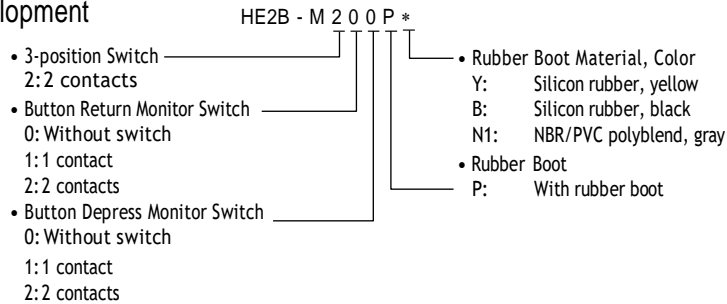 lopment
HE2B - M 2 0 0 P *
• 3-position Switch
2: 2 contacts
• Button Return Monitor Switch
0: Without switch
1: 1 contact
2: 2 contacts
• Button Depress Monitor Switch
0: Without switch
1: 1 contact
2: 2 contacts
• Rubber Boot Material, Color
Y: Silicon rubber, yellow
B: Silicon rubber, black
N1: NBR/PVC polyblend, gray
• Rubber Boot
P: With rubber boot